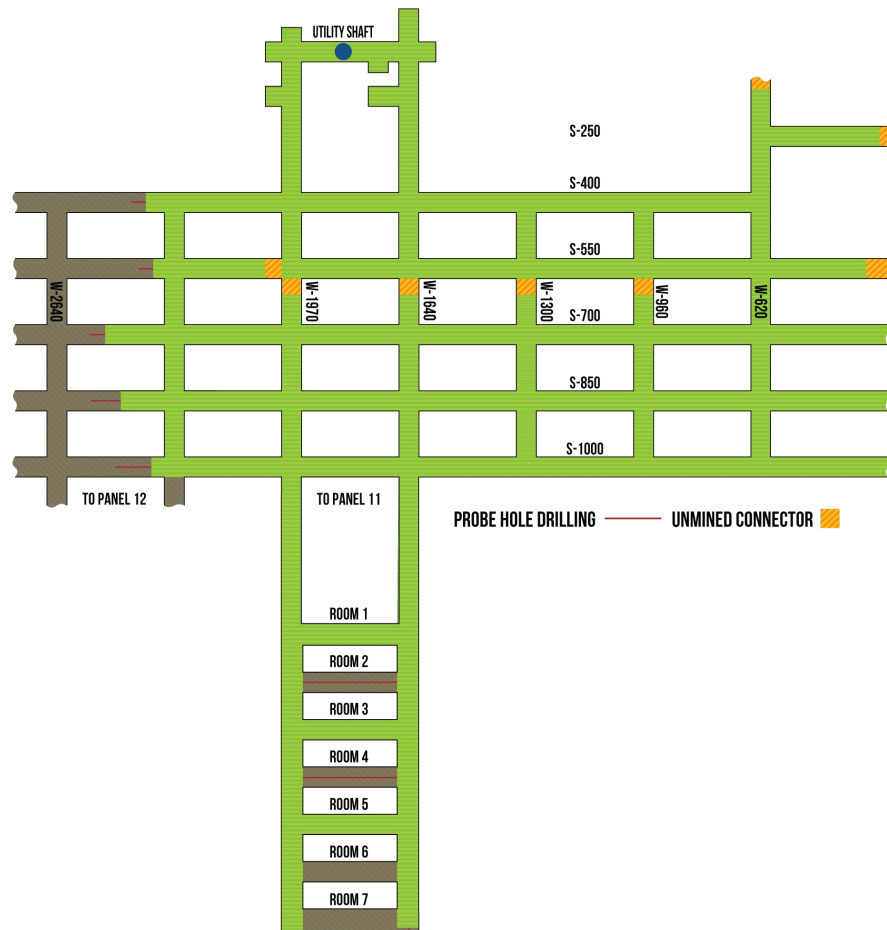 UTILITY SHAFT
S-250
S-400
S-550
W-2640
W-1970
W-1640
W-1300
W-960
W-620
S-700
S-850
S-1000
TO PANEL 12
TO PANEL 11
PROBE HOLE DRILLING
UNMINED CONNECTOR
ROOM 1
ROOM 2
ROOM 3
ROOM 4
ROOM 5
ROOM 6
ROOM 7